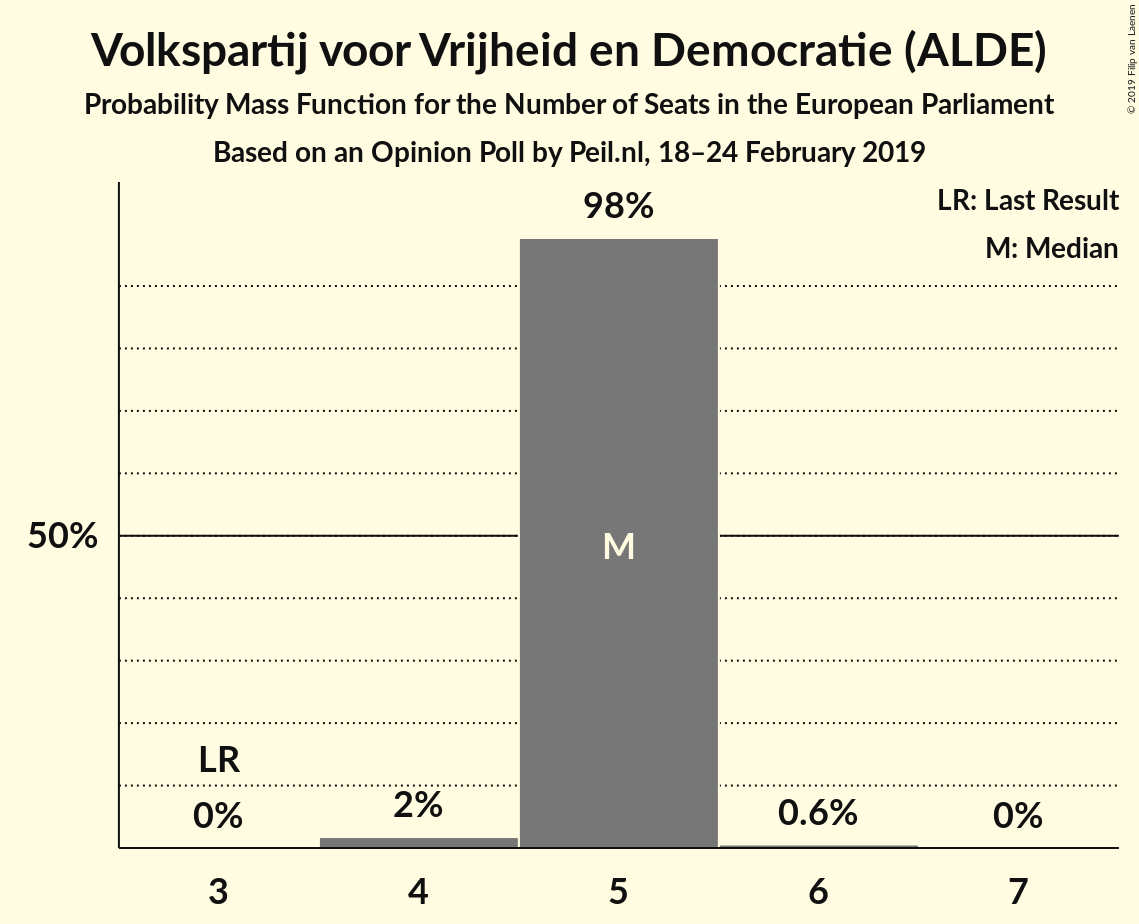 Volkspartij voor Vrijheid en Democratie (ALDE)
Probability Mass Function for the Number of Seats in the European Parliament
Based on an Opinion Poll by Peil.nl, 18–24 February 2019
© 2019 Filip van Laenen
LR: Last Result
M: Median
98%
50%
M
LR
0%
2%
0.6%
0%
3
4
5
6
7